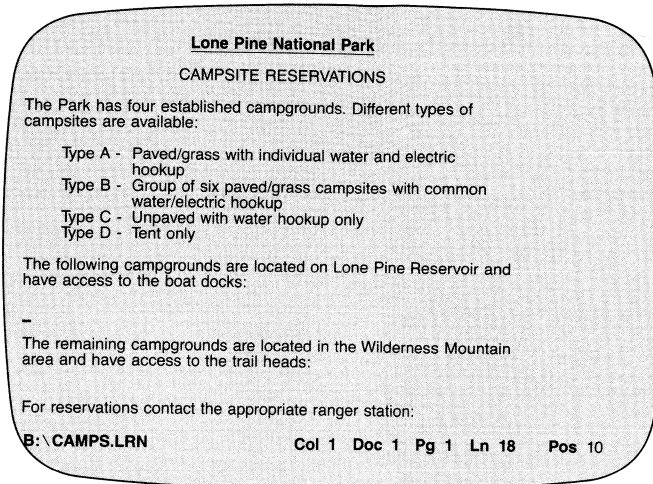 Lone Pine National Park
CAMPSITE RESERVATIONS
The Park has four established campgrounds. Different types of
campsites are available:
Type A - Paved/grass with individual water and electric
hookup
Type B - Group of six paved/grass campsites with common
water/electric hookup
Type C - Unpaved with water hookup only
Type D - Tent only
The following campgrounds are located on Lone Pine Reservoir and
have access to the boat docks:
The remaining campgrounds are located in the Wilderness Mountain
area and have access to the trail heads:
For reservations contact the appropriate ranger station:
B:\CAMPS.LRN Col 1 Doc 1 Pg 1 Ln 18 Pos 10